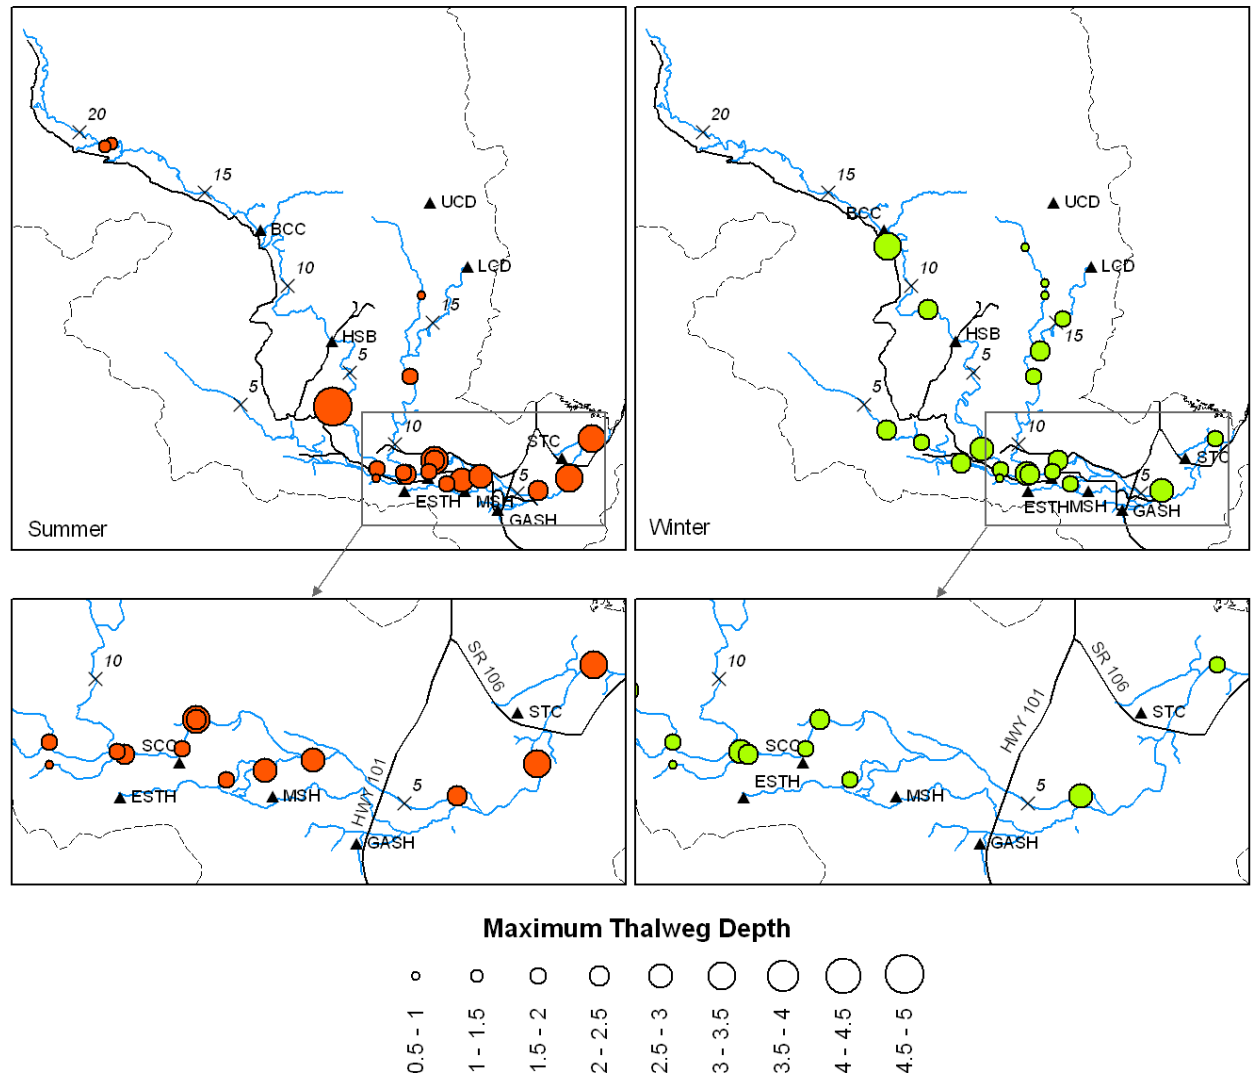 20
15
UCD
BCC
LCD
10
15
HSB
5
5
10
STC
5
ESTH
MSH
GASH
Summer
20
15
UCD
BCC
LCD
10
15
HSB
5
5
10
STC
5
ESTH
MSH
GASH
Winter
10
SR 106
STC
SCC
ESTH
MSH
5
HWY 101
GASH
10
SR 106
STC
HWY 101
SCC
ESTH
MSH
5
GASH
Maximum Thalweg Depth
0.5 - 1
1 - 1.5
1.5 - 2
2 - 2.5
2.5 - 3
3 - 3.5
3.5 - 4
4 - 4.5
4.5 - 5